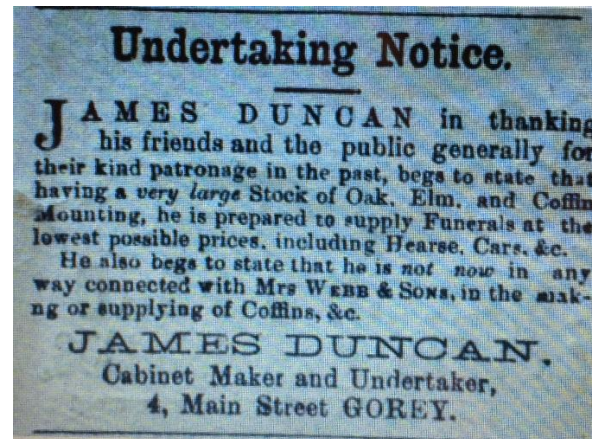 Undertaking Notice.
JAMES DUNCAN in thanking
his friends and the public generally for
their kind patronage in the past, begs to state that
having a very large Stock of Oak, Elm, and Coffin
Mounting, he is prepared to supply Funerals at the
lowest possible prices, including Hearse, Cars, &c.
He also begs to state that he is not now in any
way connected with Mrs WEBB & SONS, in the mak-
ng or supplying of Coffins, &c.
JAMES DUNCAN,
Cabinet Maker and Undertaker,
4, Main Street GOREY.